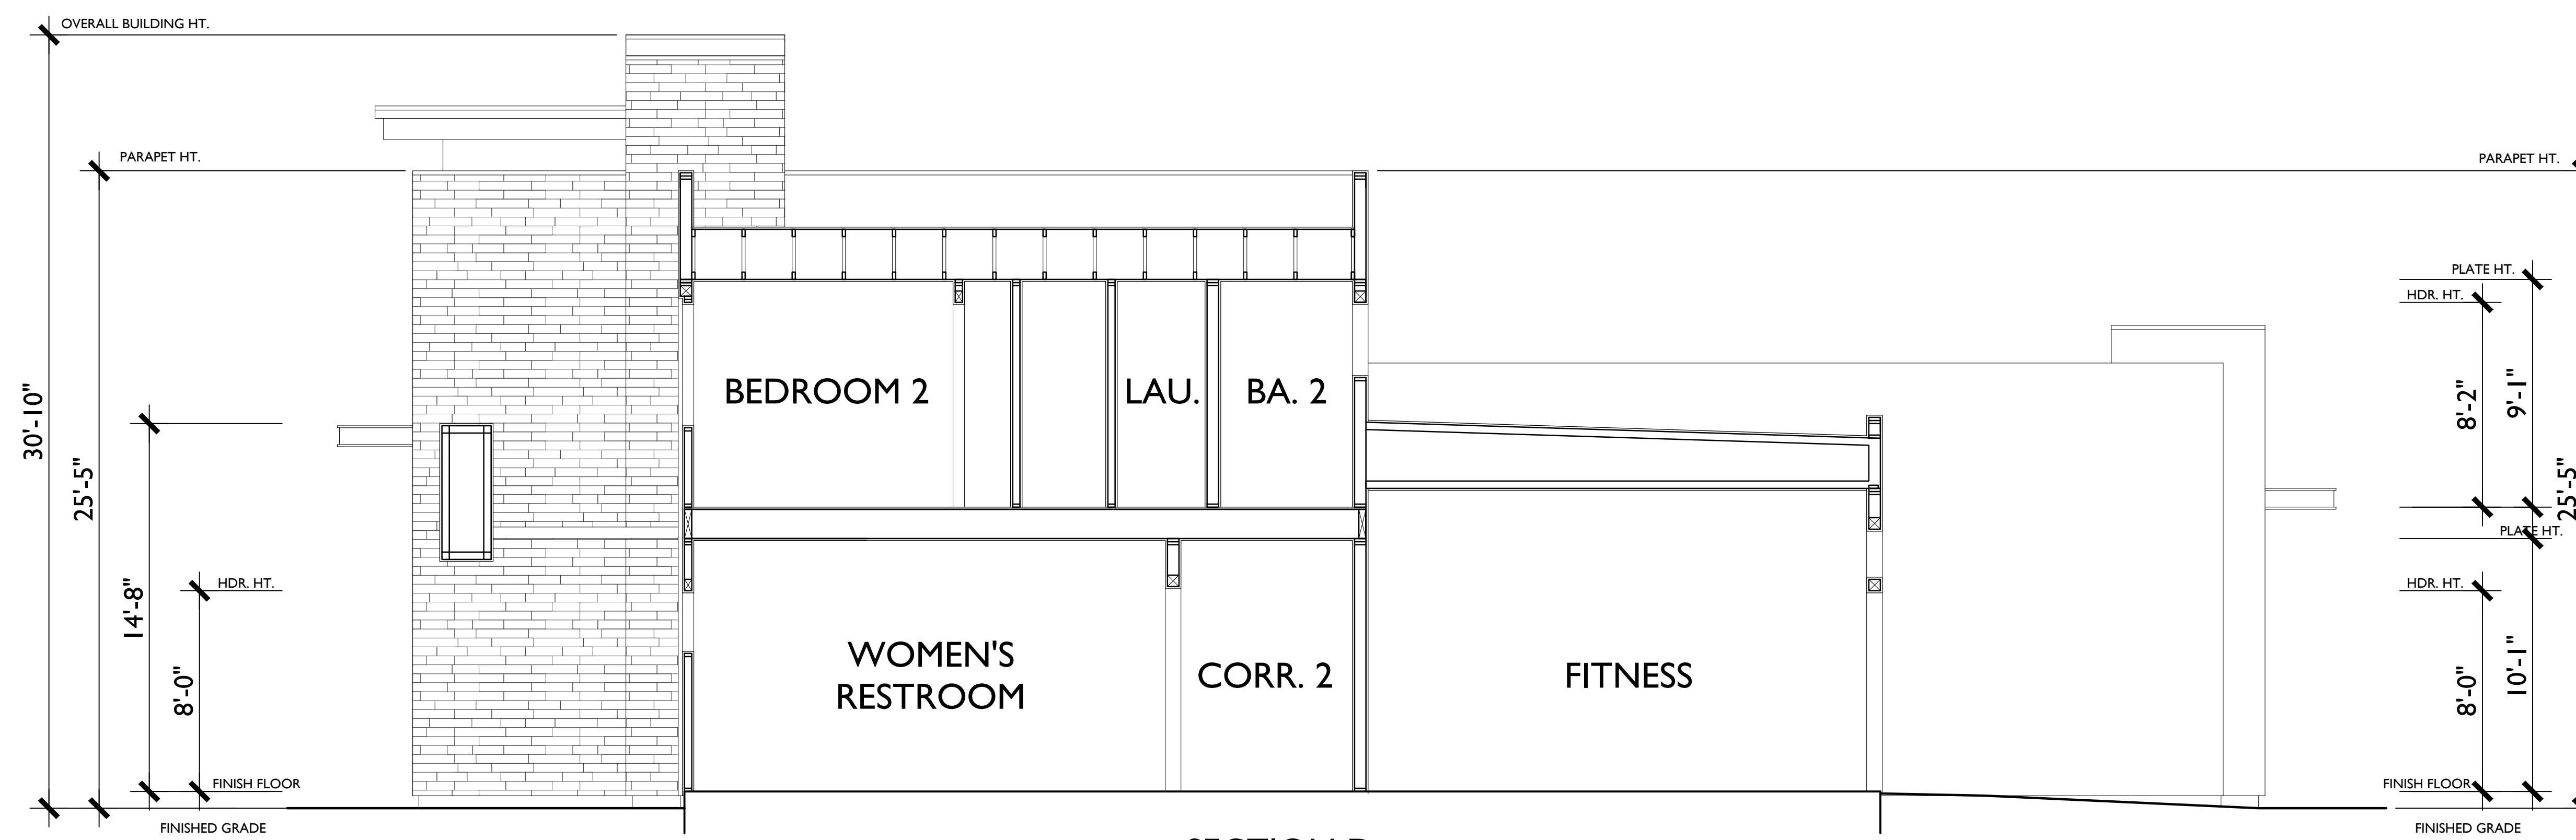 OVERALL BUILDING HT.
PARAPET HT.
PARAPET HT.
PLATE HT.
HDR. HT.
30'-10"
25'-5"
14'-8"
8'-0"
HDR. HT.
FINISH FLOOR
FINISHED GRADE
BEDROOM 2
LAU.
BA. 2
WOMEN'S
RESTROOM
CORR. 2
FITNESS
8'-2"
9'-1"
25'-5"
PLATE HT.
HDR. HT.
8'-0"
10'-1"
FINISH FLOOR
FINISHED GRADE